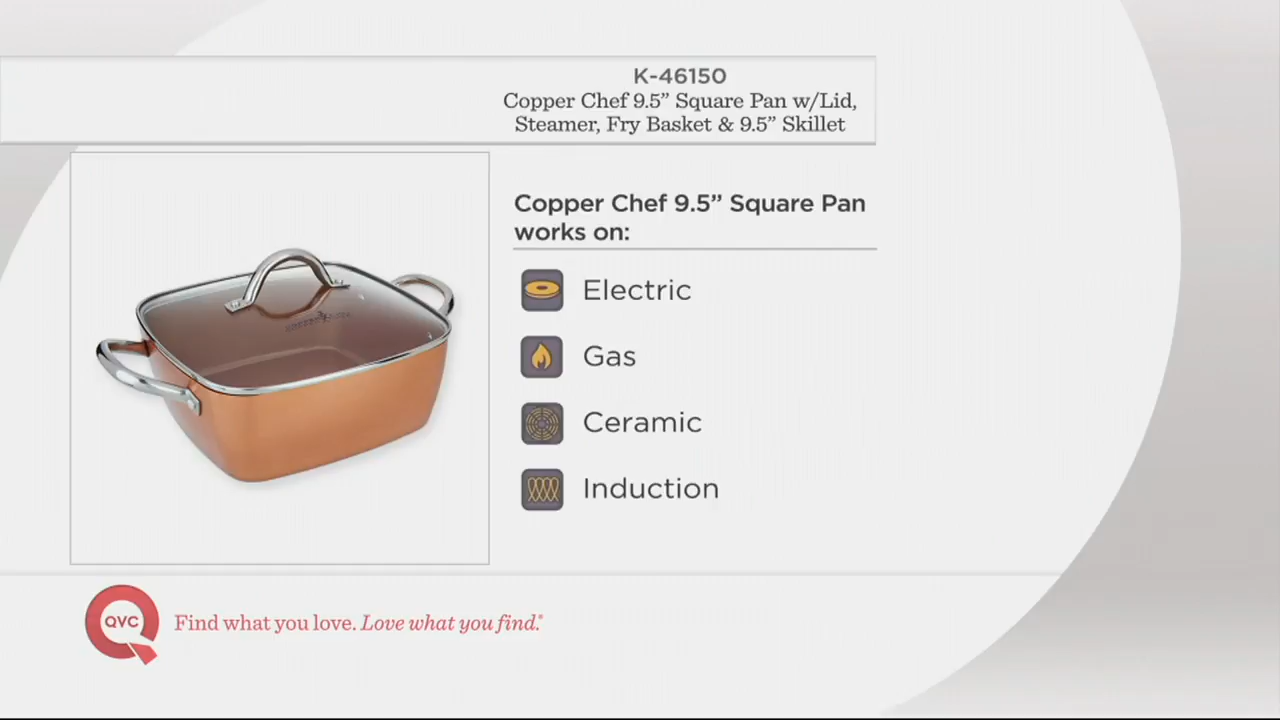 K-46150
Copper Chef 9.5” Square Pan w/Lid,
Steamer, Fry Basket & 9.5” Skillet
Copper Chef 9.5” Square Pan
works on:
Electric
Gas
Ceramic
Induction
QVC
Find what you love. Love what you find.®